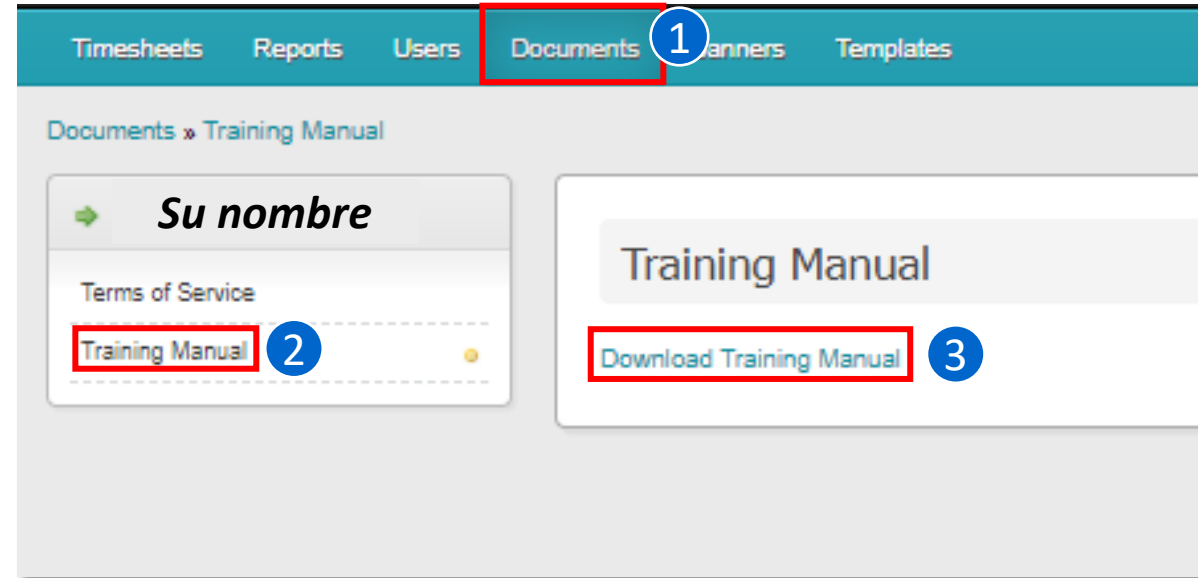 Timesheets Reports Users Documents 1 anners Templates
Documents » Training Manual
Su nombre
Terms of Service
Training Manual 2
Training Manual
Download Training Manual 3